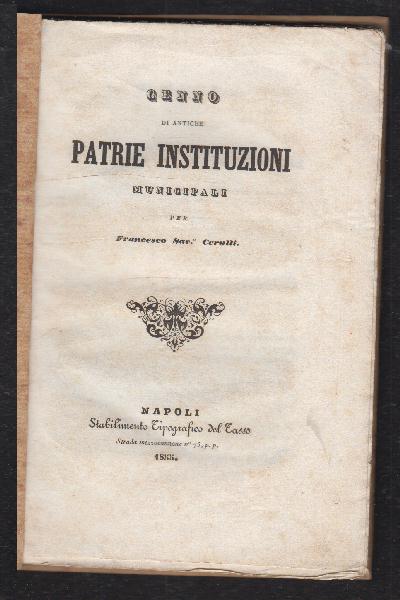 CENNO
DI ANTICHE
PATRIE INSTITUZIONI
MUNICIPALI
PER
Francesco Sav.º Cerulli.
NAPOLI
Stabilimento Tipografico del Tasso
Strada